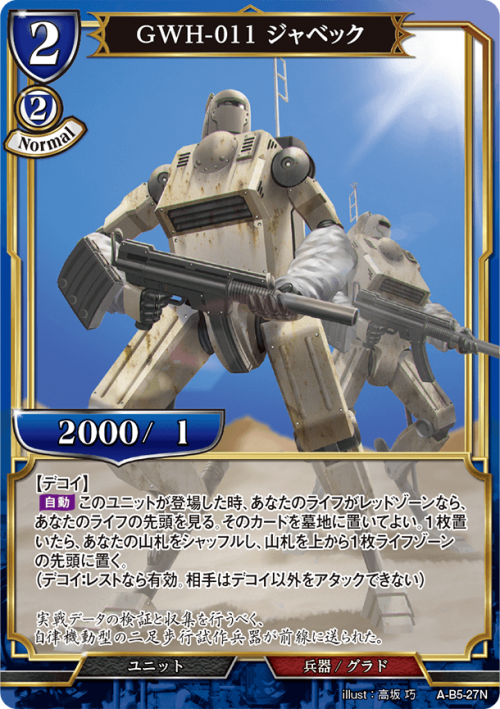 2
GWH-011 ジャベック
2
Normal
2000/ 1
【デコイ】
自動 このユニットが登場した時、あなたのライフがレッドゾーンなら、
あなたのライフの先頭を見る。そのカードを墓地に置いてよい。1枚置
いたら、あなたの山札をシャッフルし、山札を上から1枚ライフゾーン
の先頭に置く。
(デコイ:レストなら有効。相手はデコイ以外をアタックできない)
実戦データの検証と収集を行うべく、
自律機動型の二足歩行試作兵器が前線に送られた。
ユニット
兵器 / グラド
illust:高坂 巧
A-B5-27N